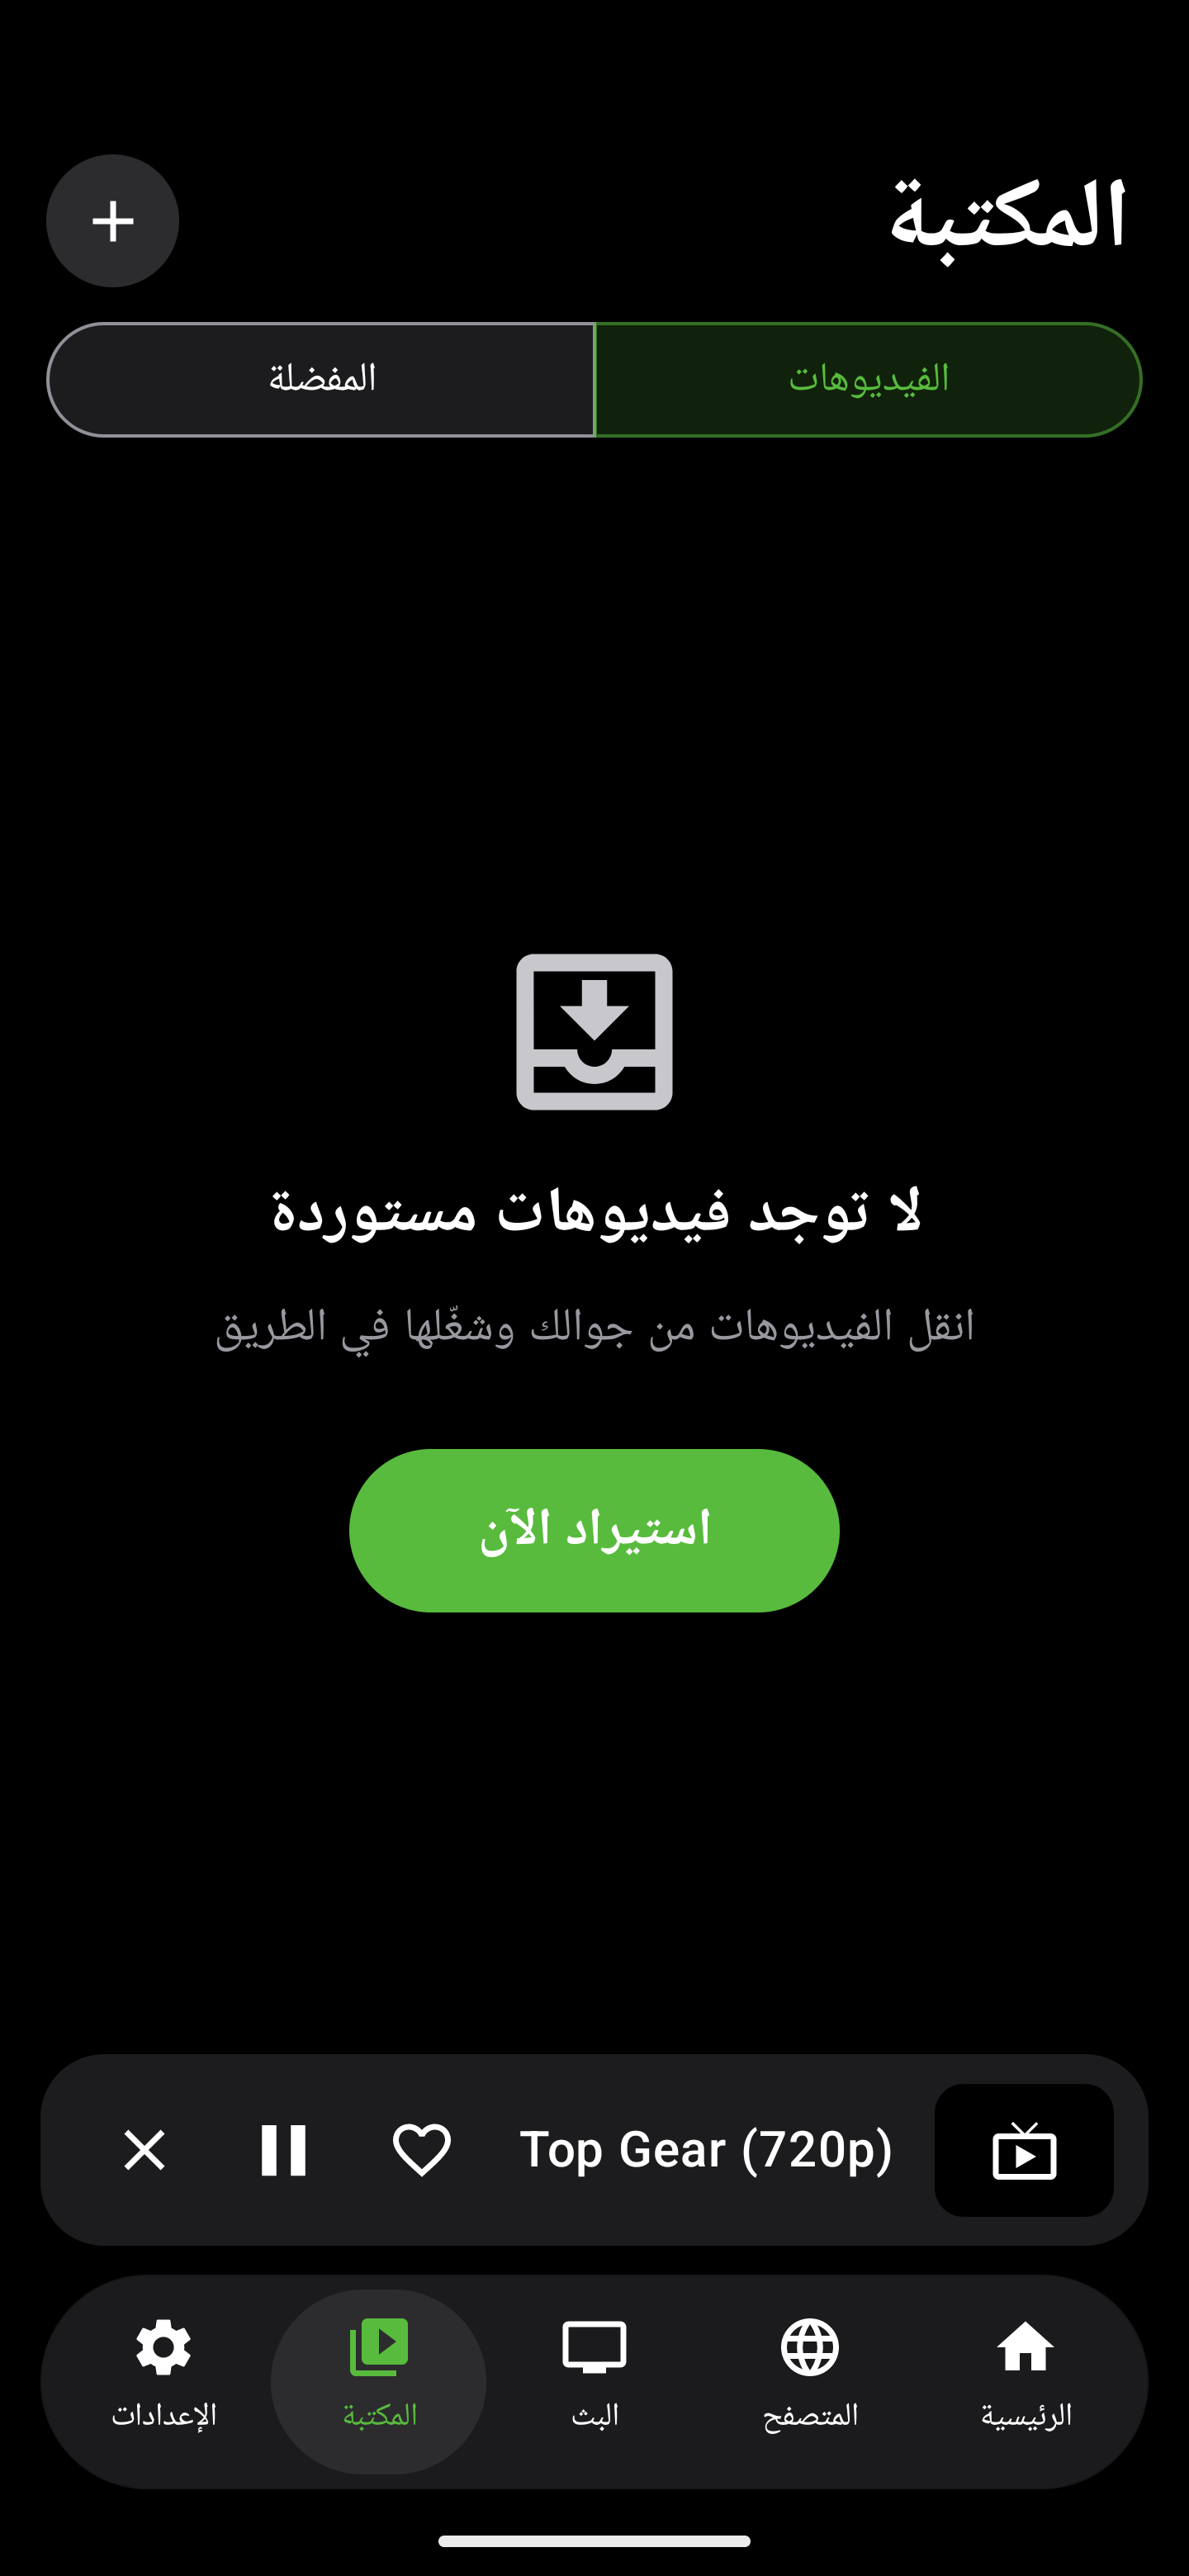 المكتبة
الفيديوهات
المفضلة
لا توجد فيديوهات مستوردة
انقل الفيديوهات من جوالك وشغّلها في الطريق
استيراد الآن
Top Gear (720p)
الرئيسية
المتصفح
البث
المكتبة
الإعدادات